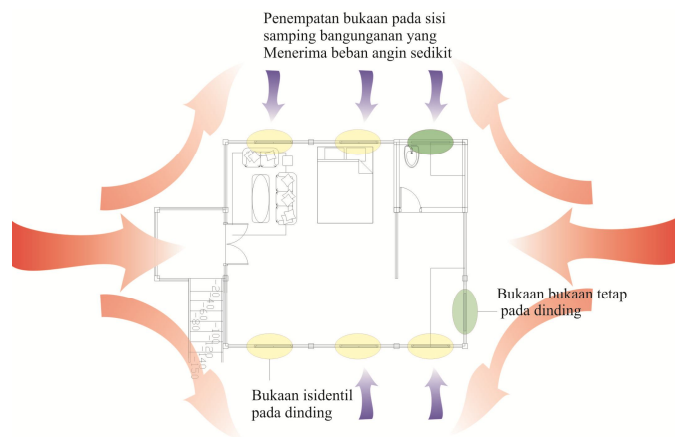 Penempatan bukaan pada sisi
samping bangunganan yang
Menerima beban angin sedikit
Bukaan bukaan tetap
pada dinding
Bukaan isidentil
pada dinding